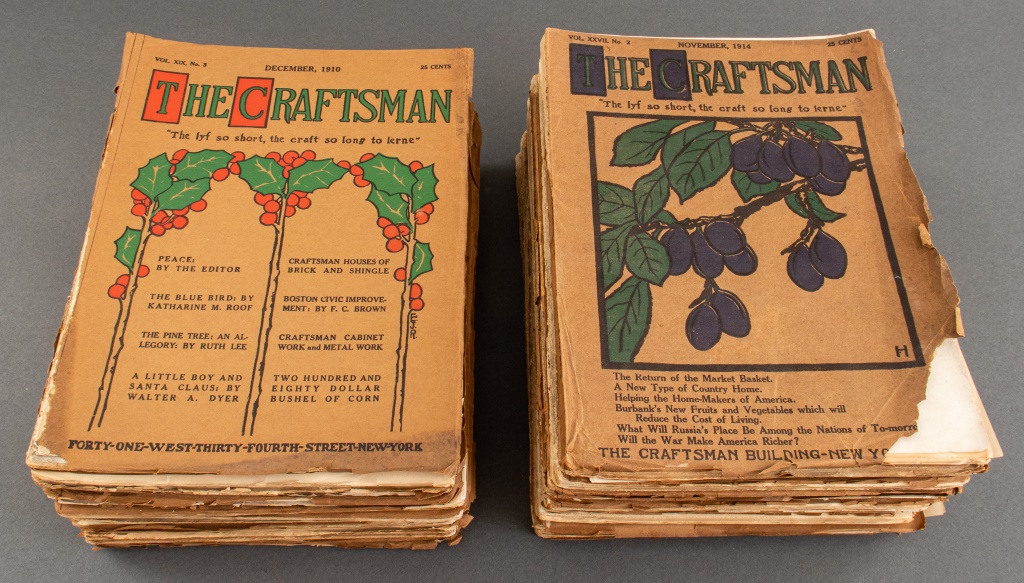 VOL. XIX, No. 3 DECEMBER, 1910 25 CENTS
THE CRAFTSMAN
"The lyf so short, the craft so long to lerne"
PEACE:
BY THE EDITOR
THE BLUE BIRD: BY
KATHARINE M. ROOF
THE PINE TREE: AN AL-
LEGORY: BY RUTH LEE
A LITTLE BOY AND
SANTA CLAUS: BY
WALTER A. DYER
CRAFTSMAN HOUSES OF
BRICK AND SHINGLE
BOSTON CIVIC IMPROVE-
MENT: BY F. C. BROWN
CRAFTSMAN CABINET
WORK and METAL WORK
TWO HUNDRED AND
EIGHTY DOLLAR
BUSHEL OF CORN
FORTY-ONE-WEST-THIRTY-FOURTH-STREET-NEW-YORK
VOL. XXVII, No. 2 NOVEMBER, 1914 25 CENTS
THE CRAFTSMAN
"The lyf so short, the craft so long to lerne"
H
The Return of the Market Basket.
A New Type of Country Home.
Helping the Home-Makers of America.
Burbank's New Fruits and Vegetables which will
Reduce the Cost of Living.
What Will Russia's Place Be Among the Nations of To-morro
Will the War Make America Richer?
THE CRAFTSMAN BUILDING-NEW YO